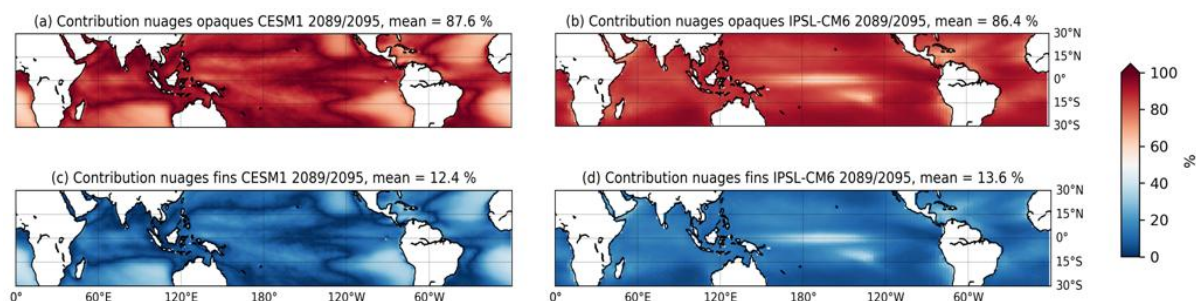 (a) Contribution nuages opaques CESM1 2089/2095, mean = 87.6 %
(b) Contribution nuages opaques IPSL-CM6 2089/2095, mean = 86.4 %
30°N
15°N
0°
15°S
30°S
(c) Contribution nuages fins CESM1 2089/2095, mean = 12.4 %
(d) Contribution nuages fins IPSL-CM6 2089/2095, mean = 13.6 %
30°N
15°N
0°
15°S
30°S
0°E 60°E 120°E 180° 120°W 60°W
0° 60°E 120°E 180° 120°W 60°W
100
80
60
40
20
0
%